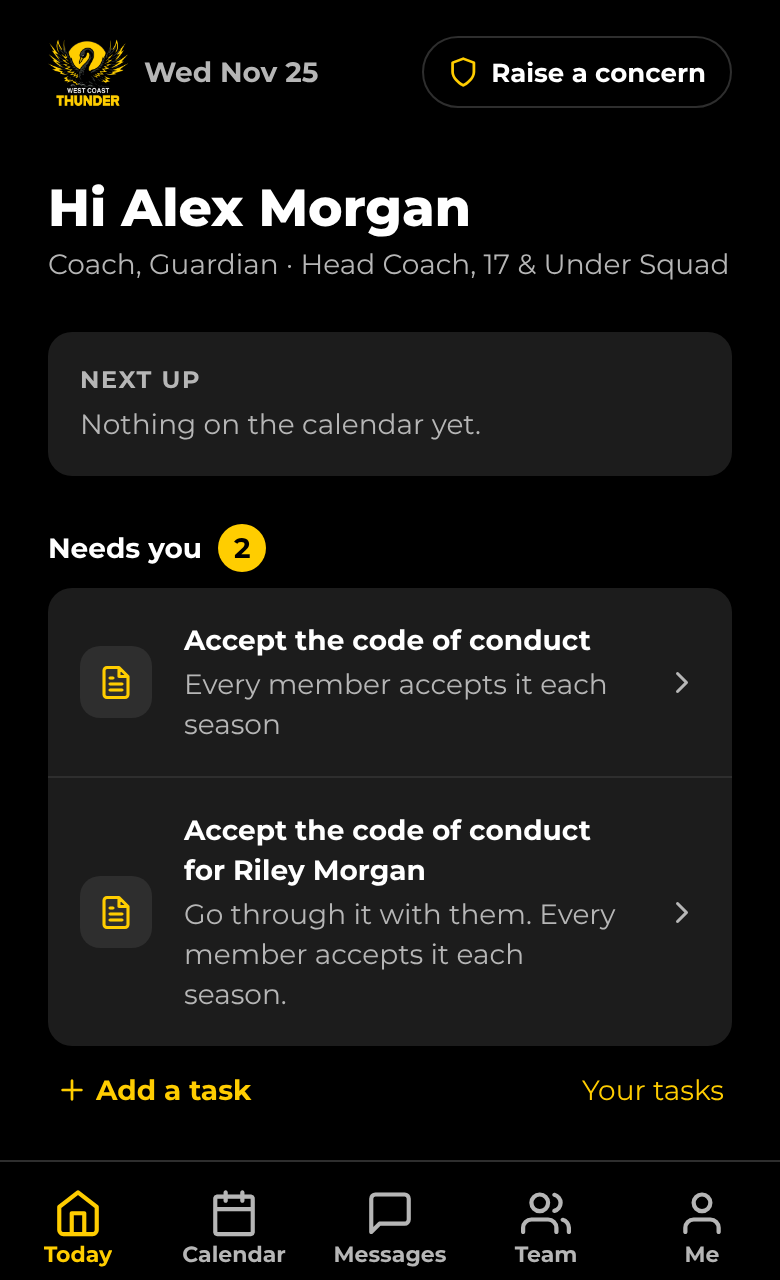 WEST COAST
THUNDER
Wed Nov 25
Raise a concern
Hi Alex Morgan
Coach, Guardian · Head Coach, 17 & Under Squad
NEXT UP
Nothing on the calendar yet.
Needs you 2
Accept the code of conduct
Every member accepts it each
season
Accept the code of conduct
for Riley Morgan
Go through it with them. Every
member accepts it each
season.
+ Add a task
Your tasks
Today
Calendar
Messages
Team
Me